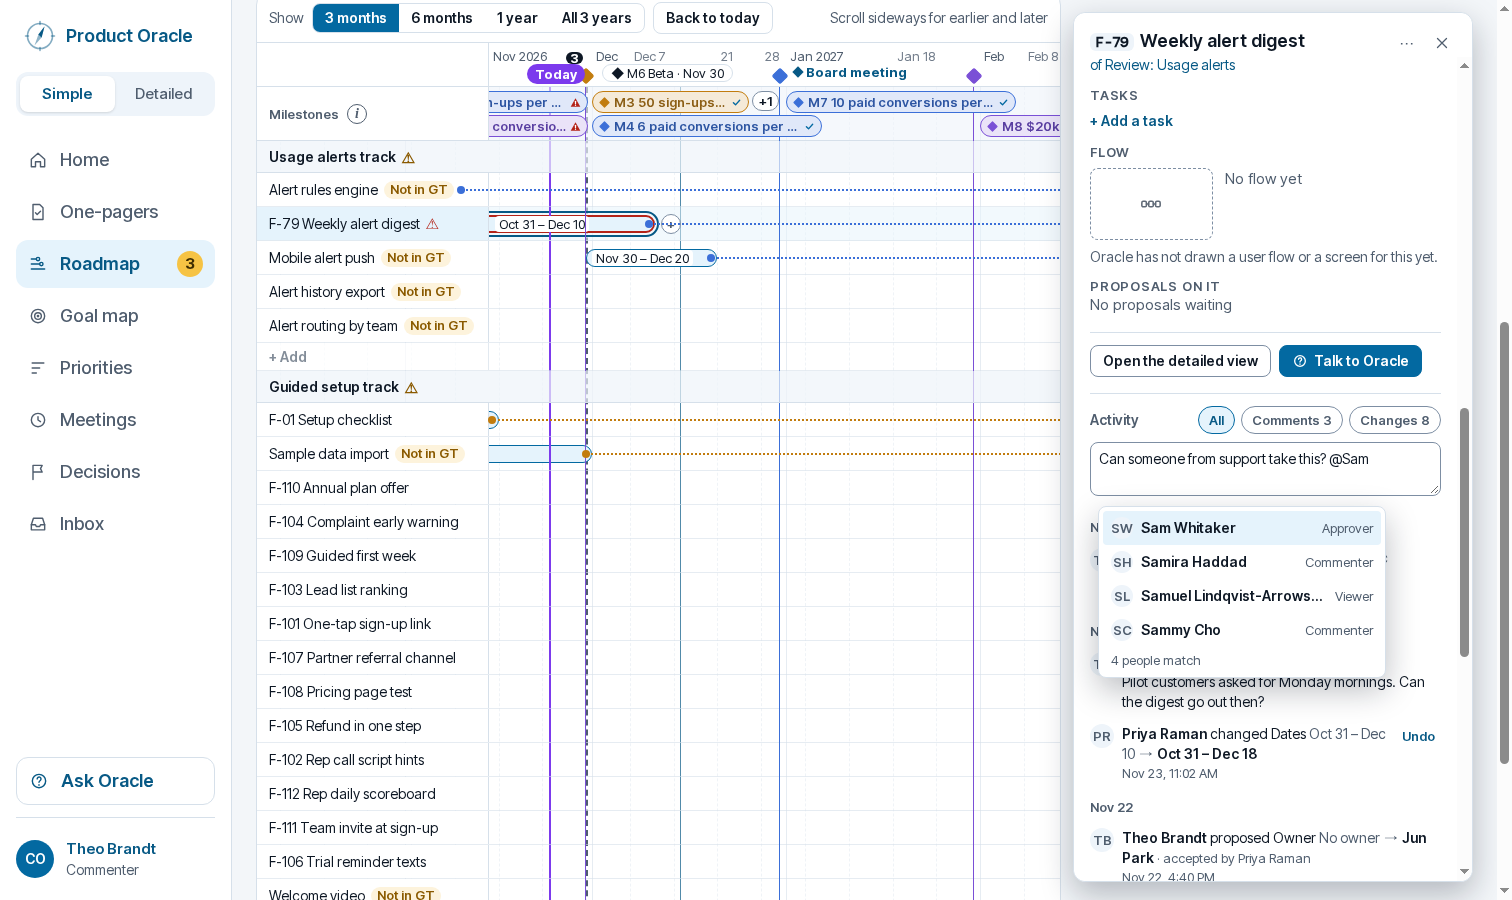 Product Oracle
Simple
Detailed
Home
One-pagers
Roadmap
3
Goal map
Priorities
Meetings
Decisions
Inbox
Ask Oracle
CO
Theo Brandt
Commenter
Show
3 months
6 months
1 year
All 3 years
Back to today
Scroll sideways for earlier and later
Nov 2026
3
Dec
Dec 7
21
28
Jan 2027
Jan 18
Feb
Feb 8
Today
M6 Beta · Nov 30
Board meeting
Milestones
i
n-ups per ...
M3 50 sign-ups...
+1
M7 10 paid conversions per...
conversio...
M4 6 paid conversions per ...
M8 $20k
Usage alerts track
Alert rules engine
Not in GT
F-79 Weekly alert digest
Oct 31 – Dec 10
Mobile alert push
Not in GT
Nov 30 – Dec 20
Alert history export
Not in GT
Alert routing by team
Not in GT
+ Add
Guided setup track
F-01 Setup checklist
Sample data import
Not in GT
F-110 Annual plan offer
F-104 Complaint early warning
F-109 Guided first week
F-103 Lead list ranking
F-101 One-tap sign-up link
F-107 Partner referral channel
F-108 Pricing page test
F-105 Refund in one step
F-102 Rep call script hints
F-112 Rep daily scoreboard
F-111 Team invite at sign-up
F-106 Trial reminder texts
Welcome video
Not in GT
F-79
Weekly alert digest
of Review: Usage alerts
TASKS
+ Add a task
FLOW
No flow yet
Oracle has not drawn a user flow or a screen for this yet.
PROPOSALS ON IT
No proposals waiting
Open the detailed view
Talk to Oracle
Activity
All
Comments 3
Changes 8
Can someone from support take this? @Sam
SW
Sam Whitaker
Approver
SH
Samira Haddad
Commenter
SL
Samuel Lindqvist-Arrows...
Viewer
SC
Sammy Cho
Commenter
4 people match
Pilot customers asked for Monday mornings. Can
the digest go out then?
PR
Priya Raman changed Dates Oct 31 – Dec
10 → Oct 31 – Dec 18
Undo
Nov 23, 11:02 AM
Nov 22
TB
Theo Brandt proposed Owner No owner → Jun
Park · accepted by Priya Raman
Nov 22, 4:40 PM